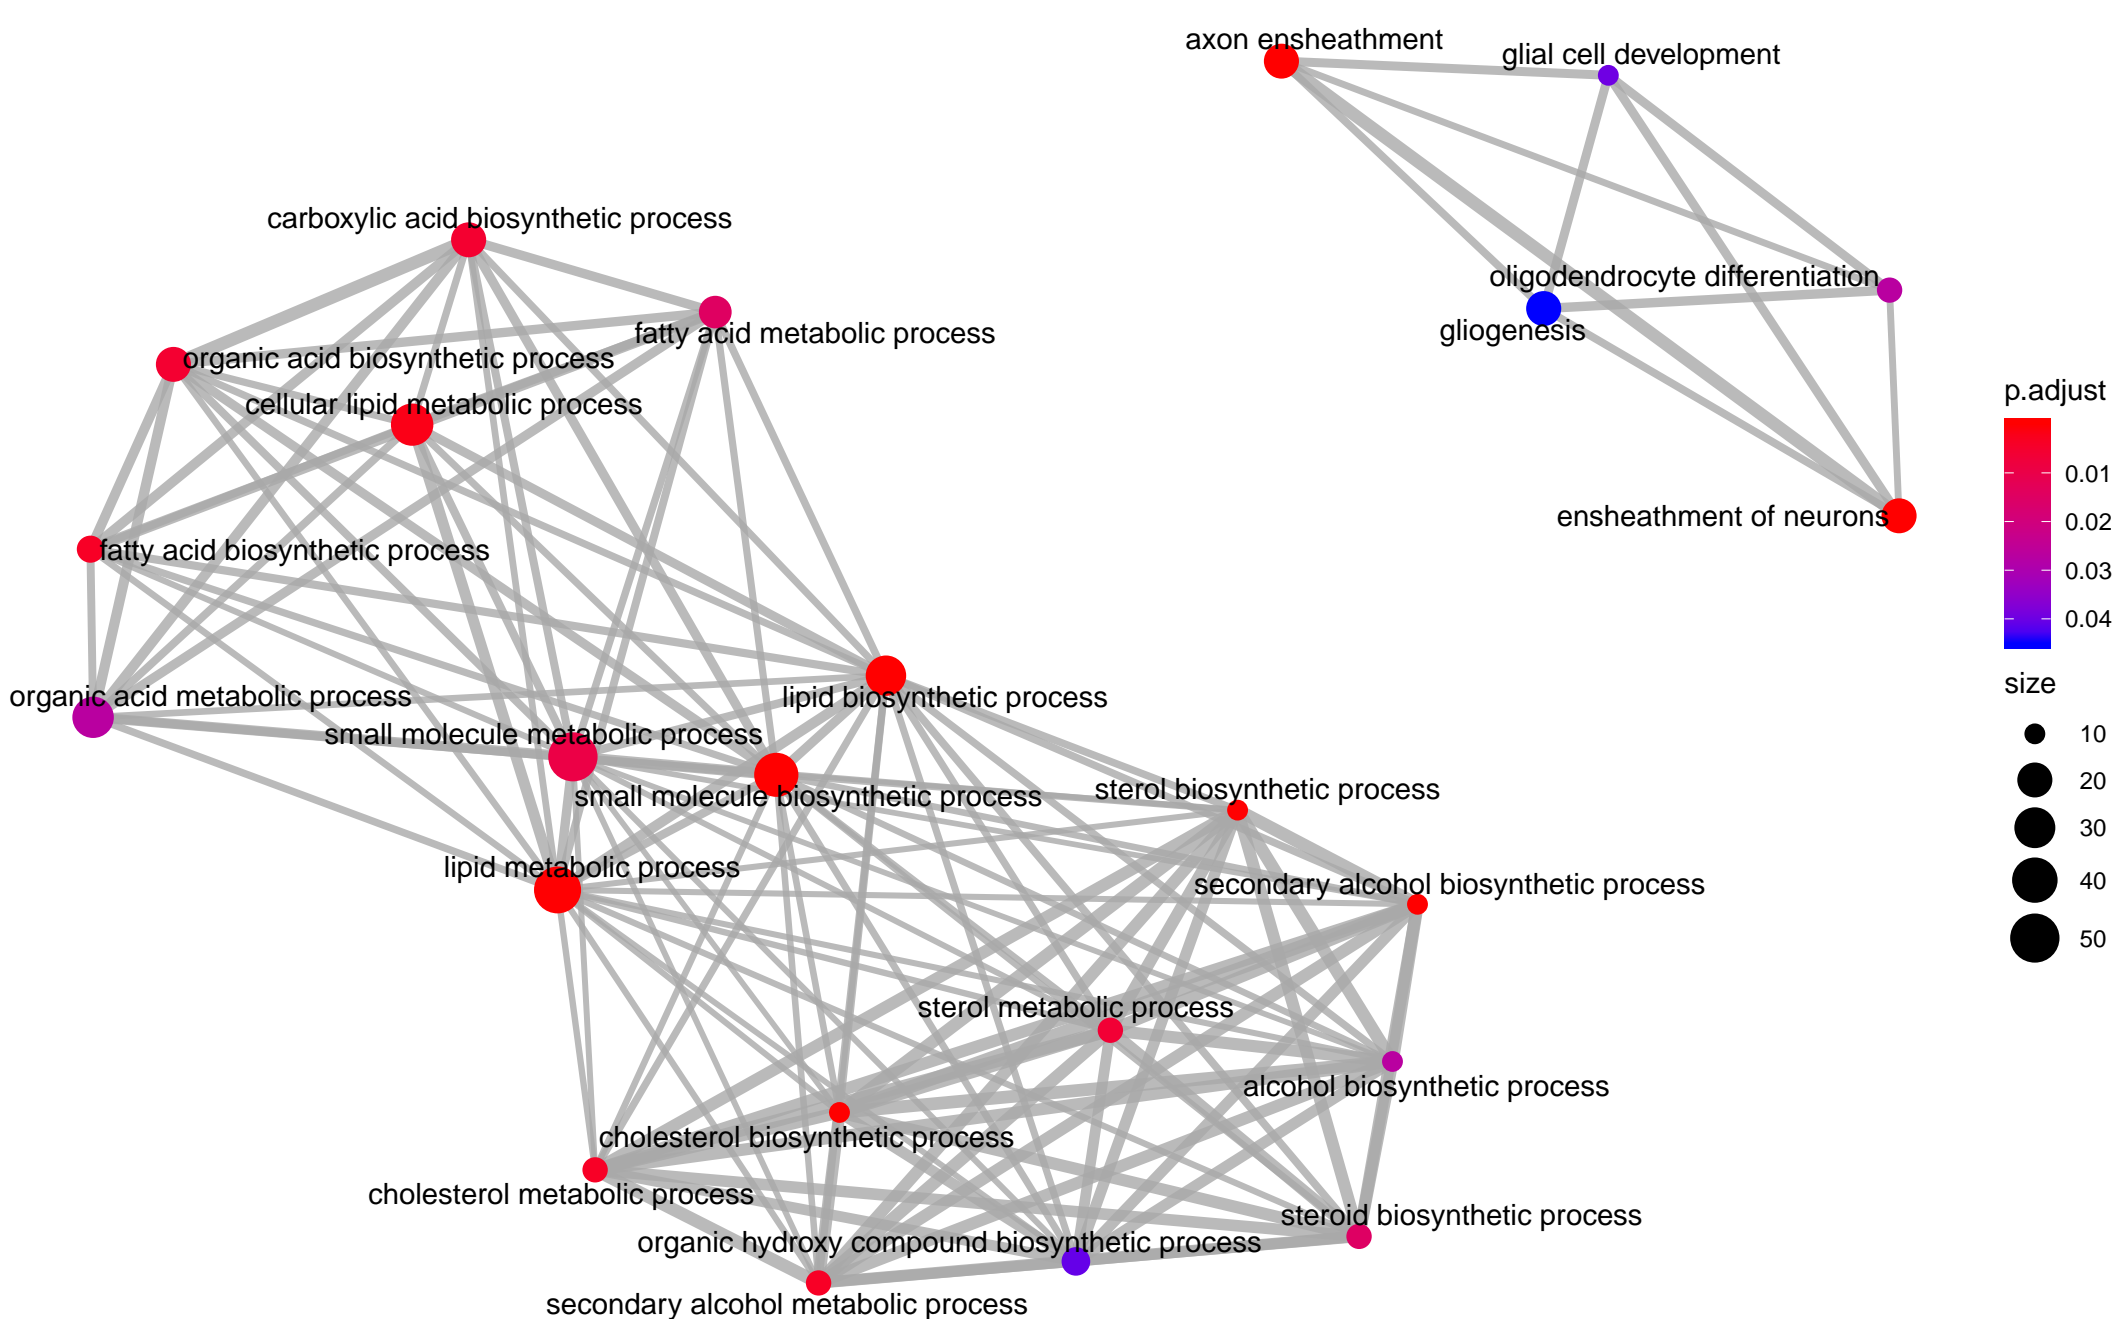 axon ensheathment
glial cell development
carboxylic acid biosynthetic process
oligodendrocyte differentiation
fatty acid metabolic process
gliogenesis
organic acid biosynthetic process
cellular lipid metabolic process
ensheathment of neurons
fatty acid biosynthetic process
organic acid metabolic process
lipid biosynthetic process
small molecule metabolic process
small molecule biosynthetic process
sterol biosynthetic process
lipid metabolic process
secondary alcohol biosynthetic process
sterol metabolic process
alcohol biosynthetic process
cholesterol biosynthetic process
cholesterol metabolic process
steroid biosynthetic process
organic hydroxy compound biosynthetic process
secondary alcohol metabolic process
p.adjust
0.01
0.02
0.03
0.04
size
10
20
30
40
50